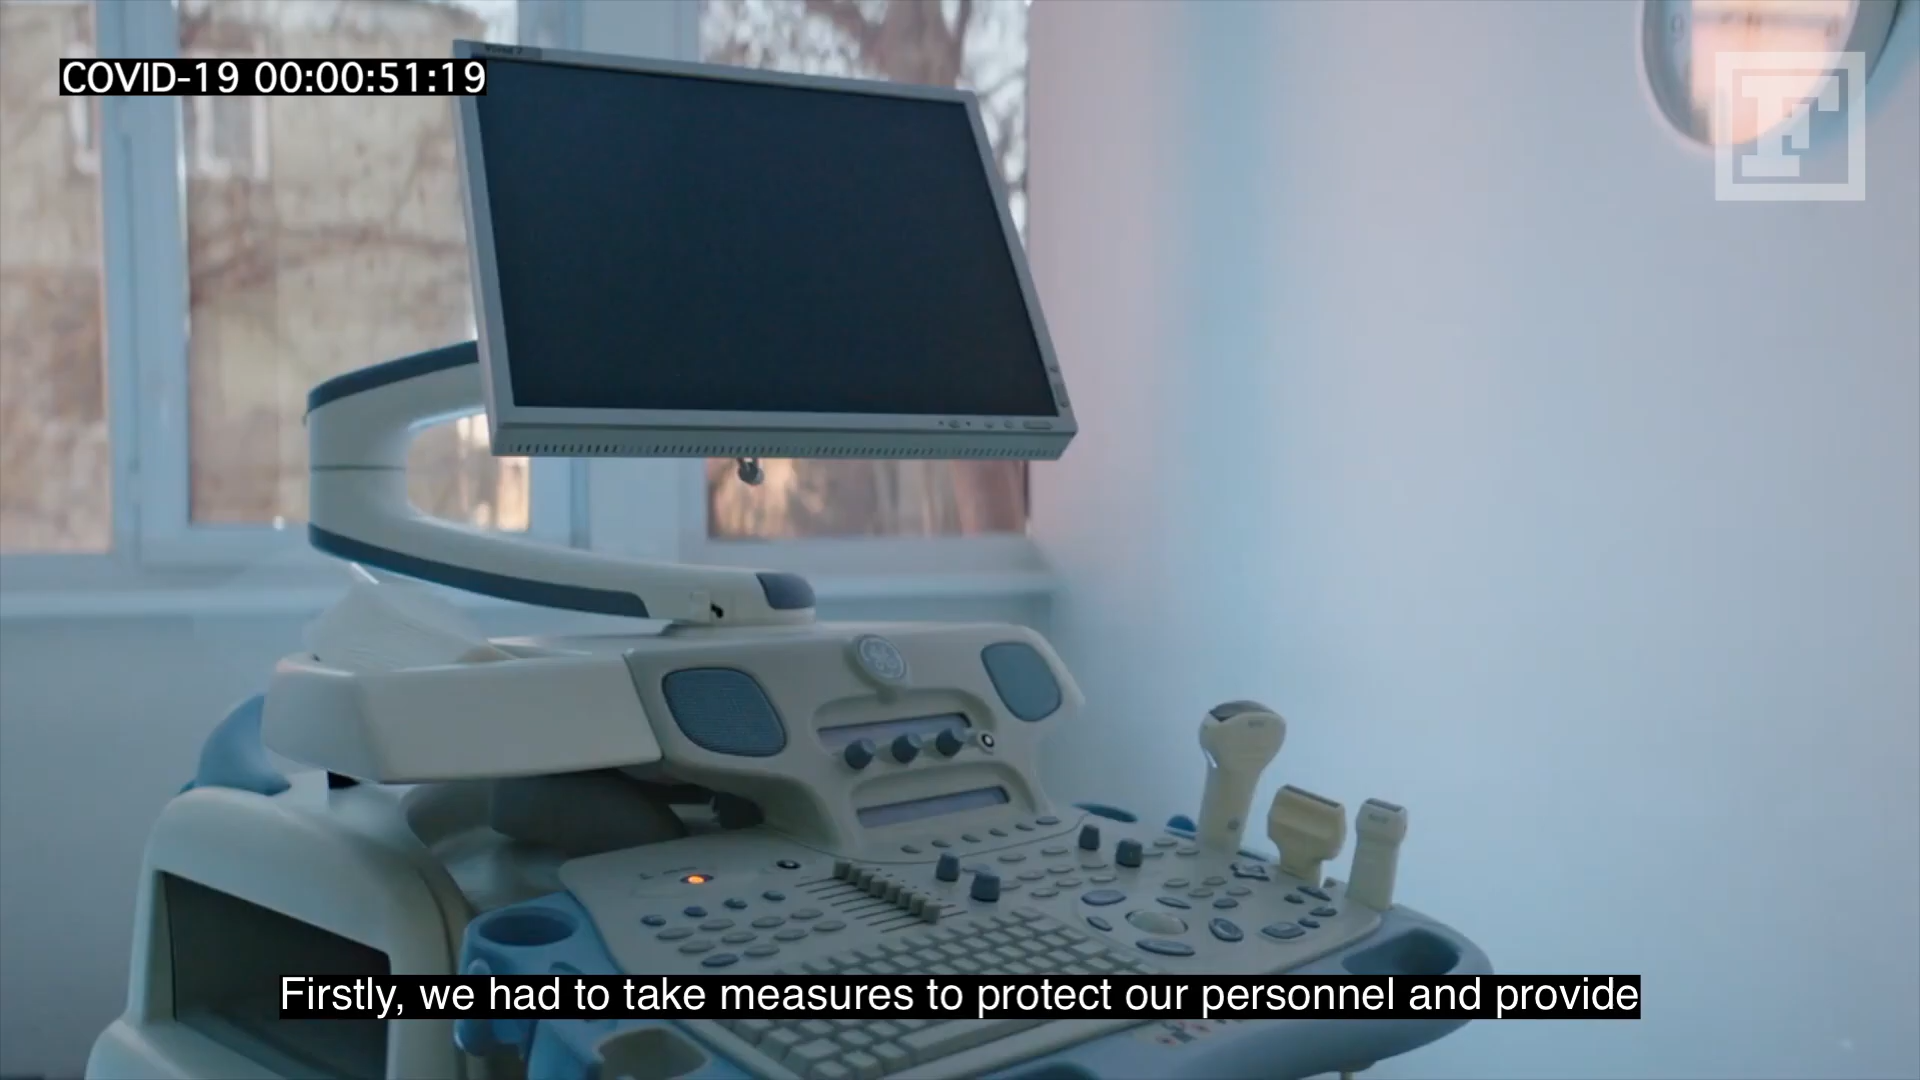 COVID-19 00:00:51:19
F
Firstly, we had to take measures to protect our personnel and provide